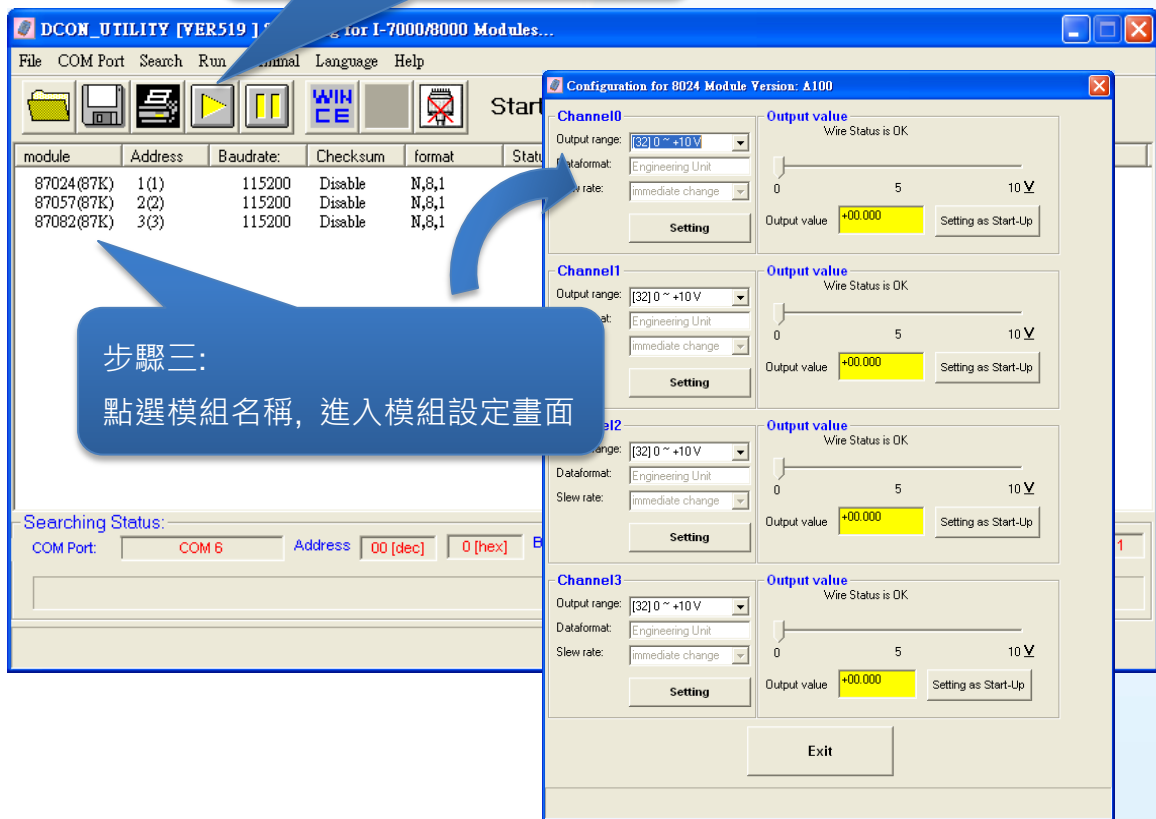 DCON_UTILITY [VER519 ] for I-7000/8000 Modules...
File COM Port Search Run Language Help
WIN CE Start
module Address Baudrate: Checksum format
87024(87K) 1(1) 115200 Disable N,8,1
87057(87K) 2(2) 115200 Disable N,8,1
87082(87K) 3(3) 115200 Disable N,8,1
步驟三:
點選模組名稱, 進入模組設定畫面
Searching Status:
COM Port: COM 6 Address 00 [dec] 0 [hex] 1
Configuration for 8024 Module Version: A100
Channel0
Output range: [32] 0 ~ +10 V
Engineering Unit
immediate change
Setting
Output value
Wire Status is OK
0 5 10 V
Output value +00.000 Setting as Start-Up
Channel1
Output range: [32] 0 ~ +10 V
Engineering Unit
immediate change
Setting
Output value
Wire Status is OK
0 5 10 V
Output value +00.000 Setting as Start-Up
[32] 0 ~ +10 V
Dataformat: Engineering Unit
Slew rate: immediate change
Setting
Output value
Wire Status is OK
0 5 10 V
Output value +00.000 Setting as Start-Up
Channel3
Output range: [32] 0 ~ +10 V
Dataformat: Engineering Unit
Slew rate: immediate change
Setting
Output value
Wire Status is OK
0 5 10 V
Output value +00.000 Setting as Start-Up
Exit